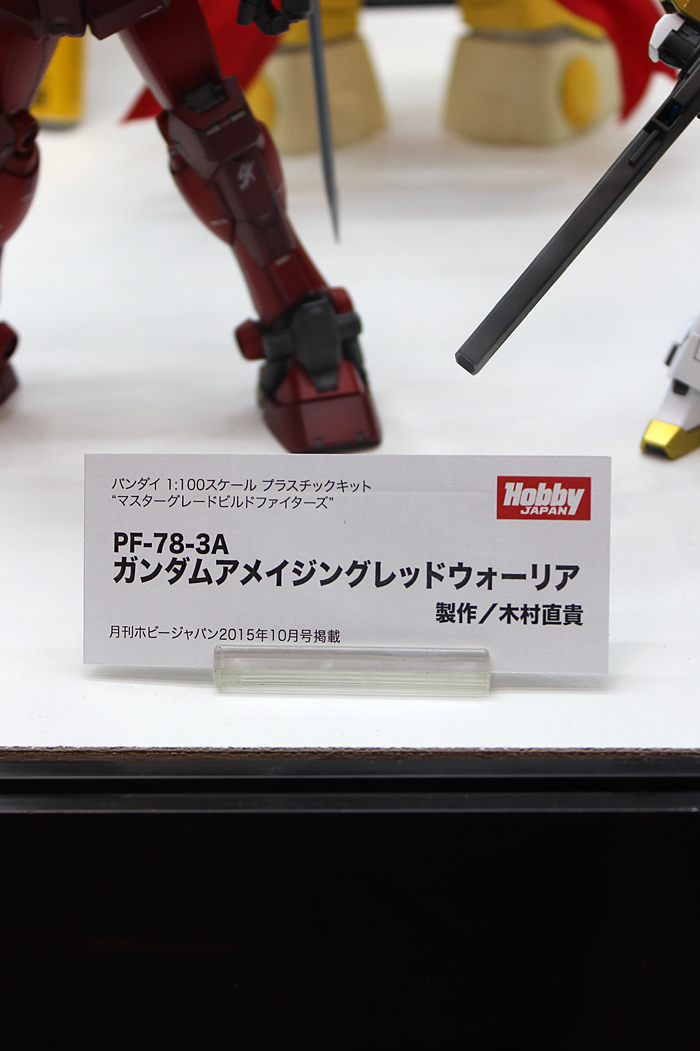 バンダイ 1:100スケール プラスチックキット
“マスターグレードビルドファイターズ”
Hobby
JAPAN
PF-78-3A
ガンダムアメイジングレッドウォーリア
製作／木村直貴
月刊ホビージャパン2015年10月号掲載